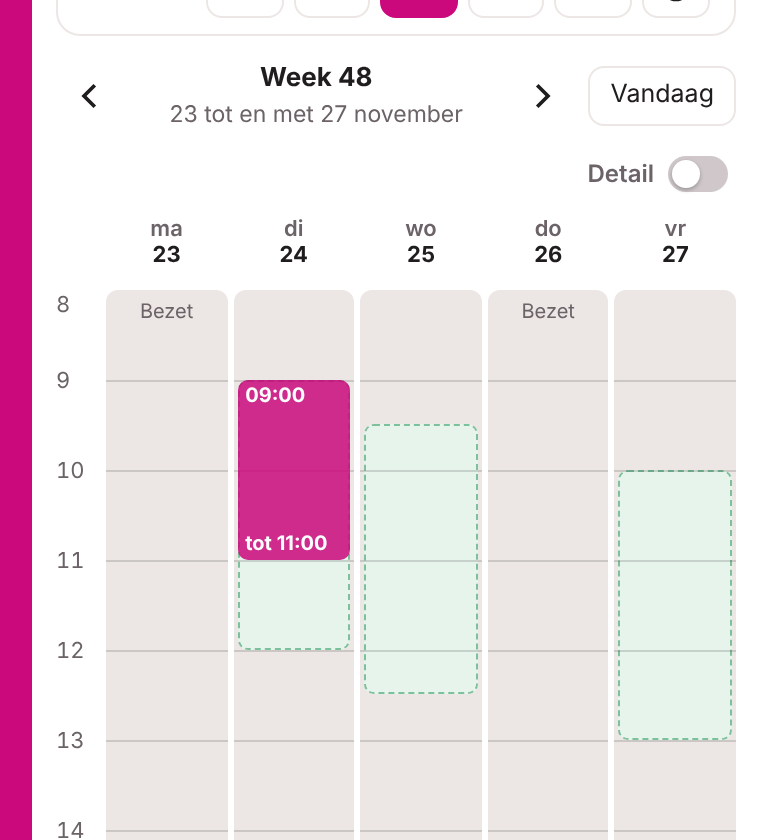 Week 48
23 tot en met 27 november
Vandaag
Detail
ma di wo do vr
23 24 25 26 27
8
Bezet Bezet
9
09:00
10
tot 11:00
11
12
13
14